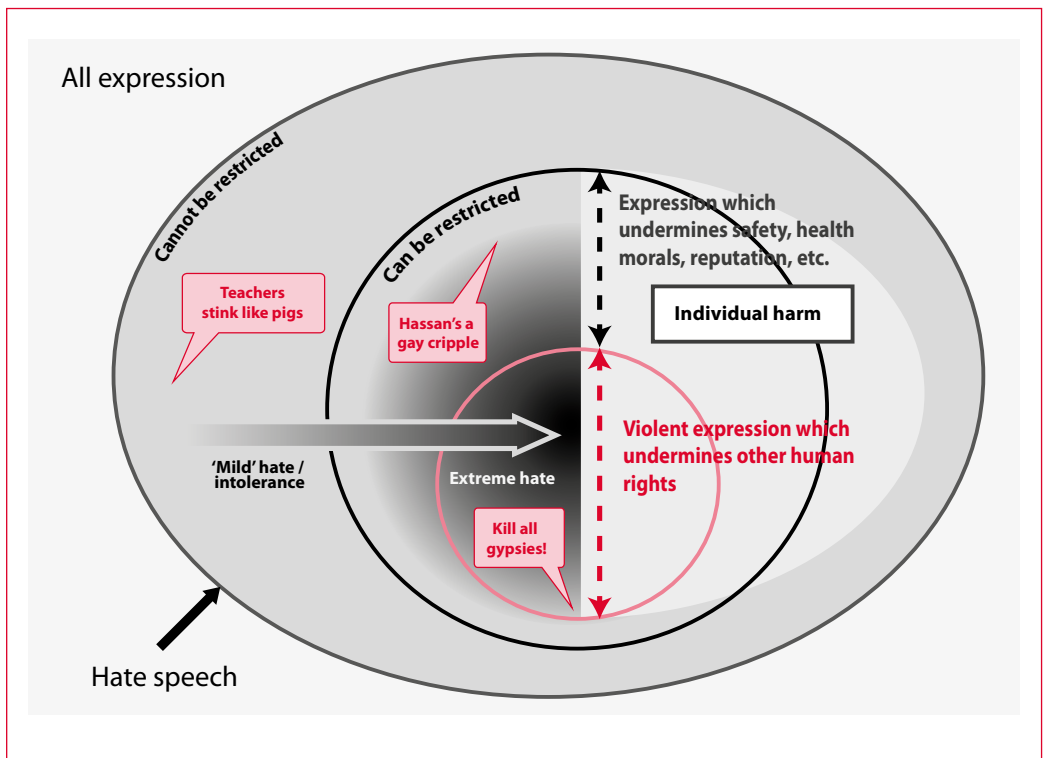 All expression
Cannot be restricted
Can be restricted
Expression which
undermines safety, health
morals, reputation, etc.
Teachers
stink like pigs
Hassan's a
gay cripple
Individual harm
Violent expression which
undermines other human
rights
'Mild' hate /
intolerance
Extreme hate
Kill all
gypsies!
Hate speech